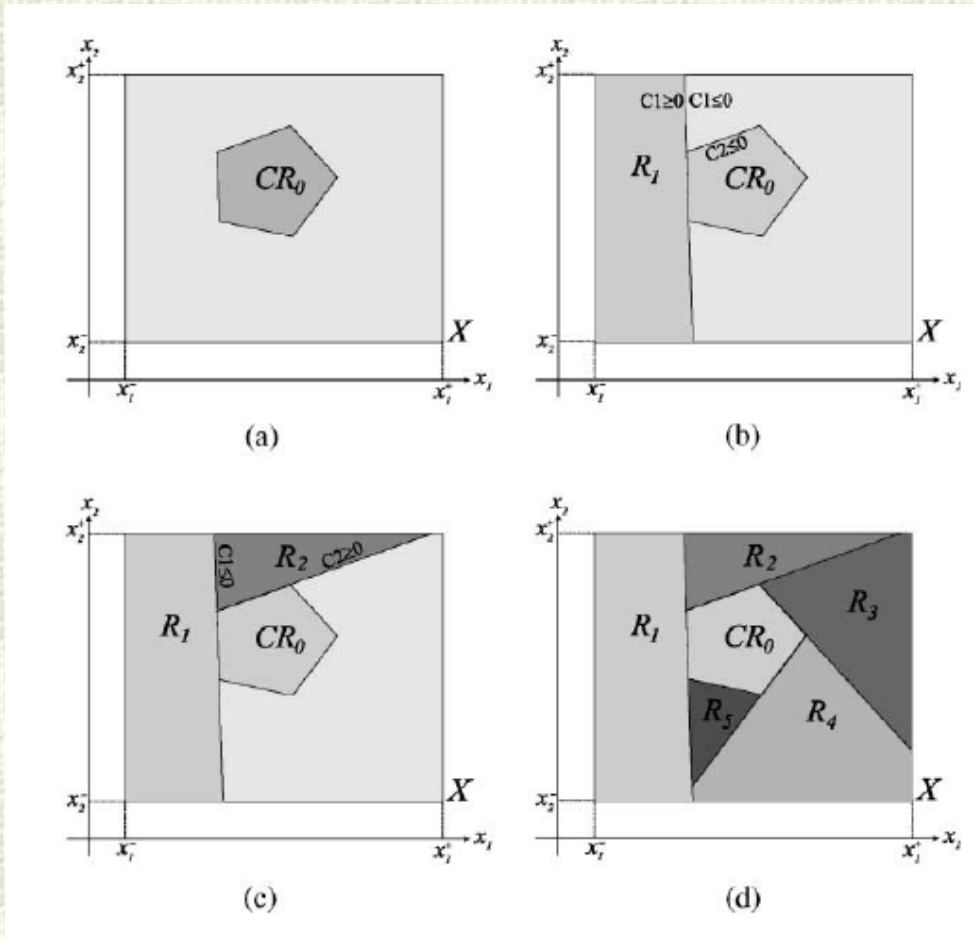 x₂
x₂⁺
CR₀
x₂⁻
X
x₁⁻
x₁⁺
x₁
(a)
x₂
x₂⁺
C1≥0 C1≤0
C2≤0
R₁
CR₀
x₂⁻
X
x₁⁻
x₁⁺
x₁
(b)
x₂
x₂⁺
C1≤0
R₂
C2≥0
R₁
CR₀
x₂⁻
X
x₁⁻
x₁⁺
x₁
(c)
x₂
x₂⁺
R₂
R₃
R₁
CR₀
R₅
R₄
x₂⁻
X
x₁⁻
x₁⁺
x₁
(d)